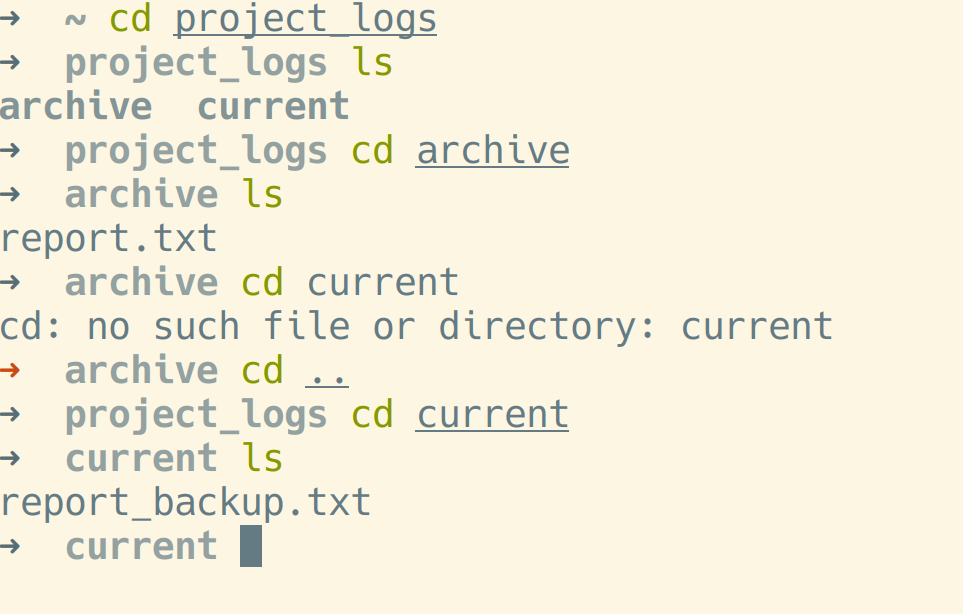 ➜  ~ cd project_logs
➜  project_logs ls
archive  current
➜  project_logs cd archive
➜  archive ls
report.txt
➜  archive cd current
cd: no such file or directory: current
➜  archive cd ..
➜  project_logs cd current
➜  current ls
report_backup.txt
➜  current